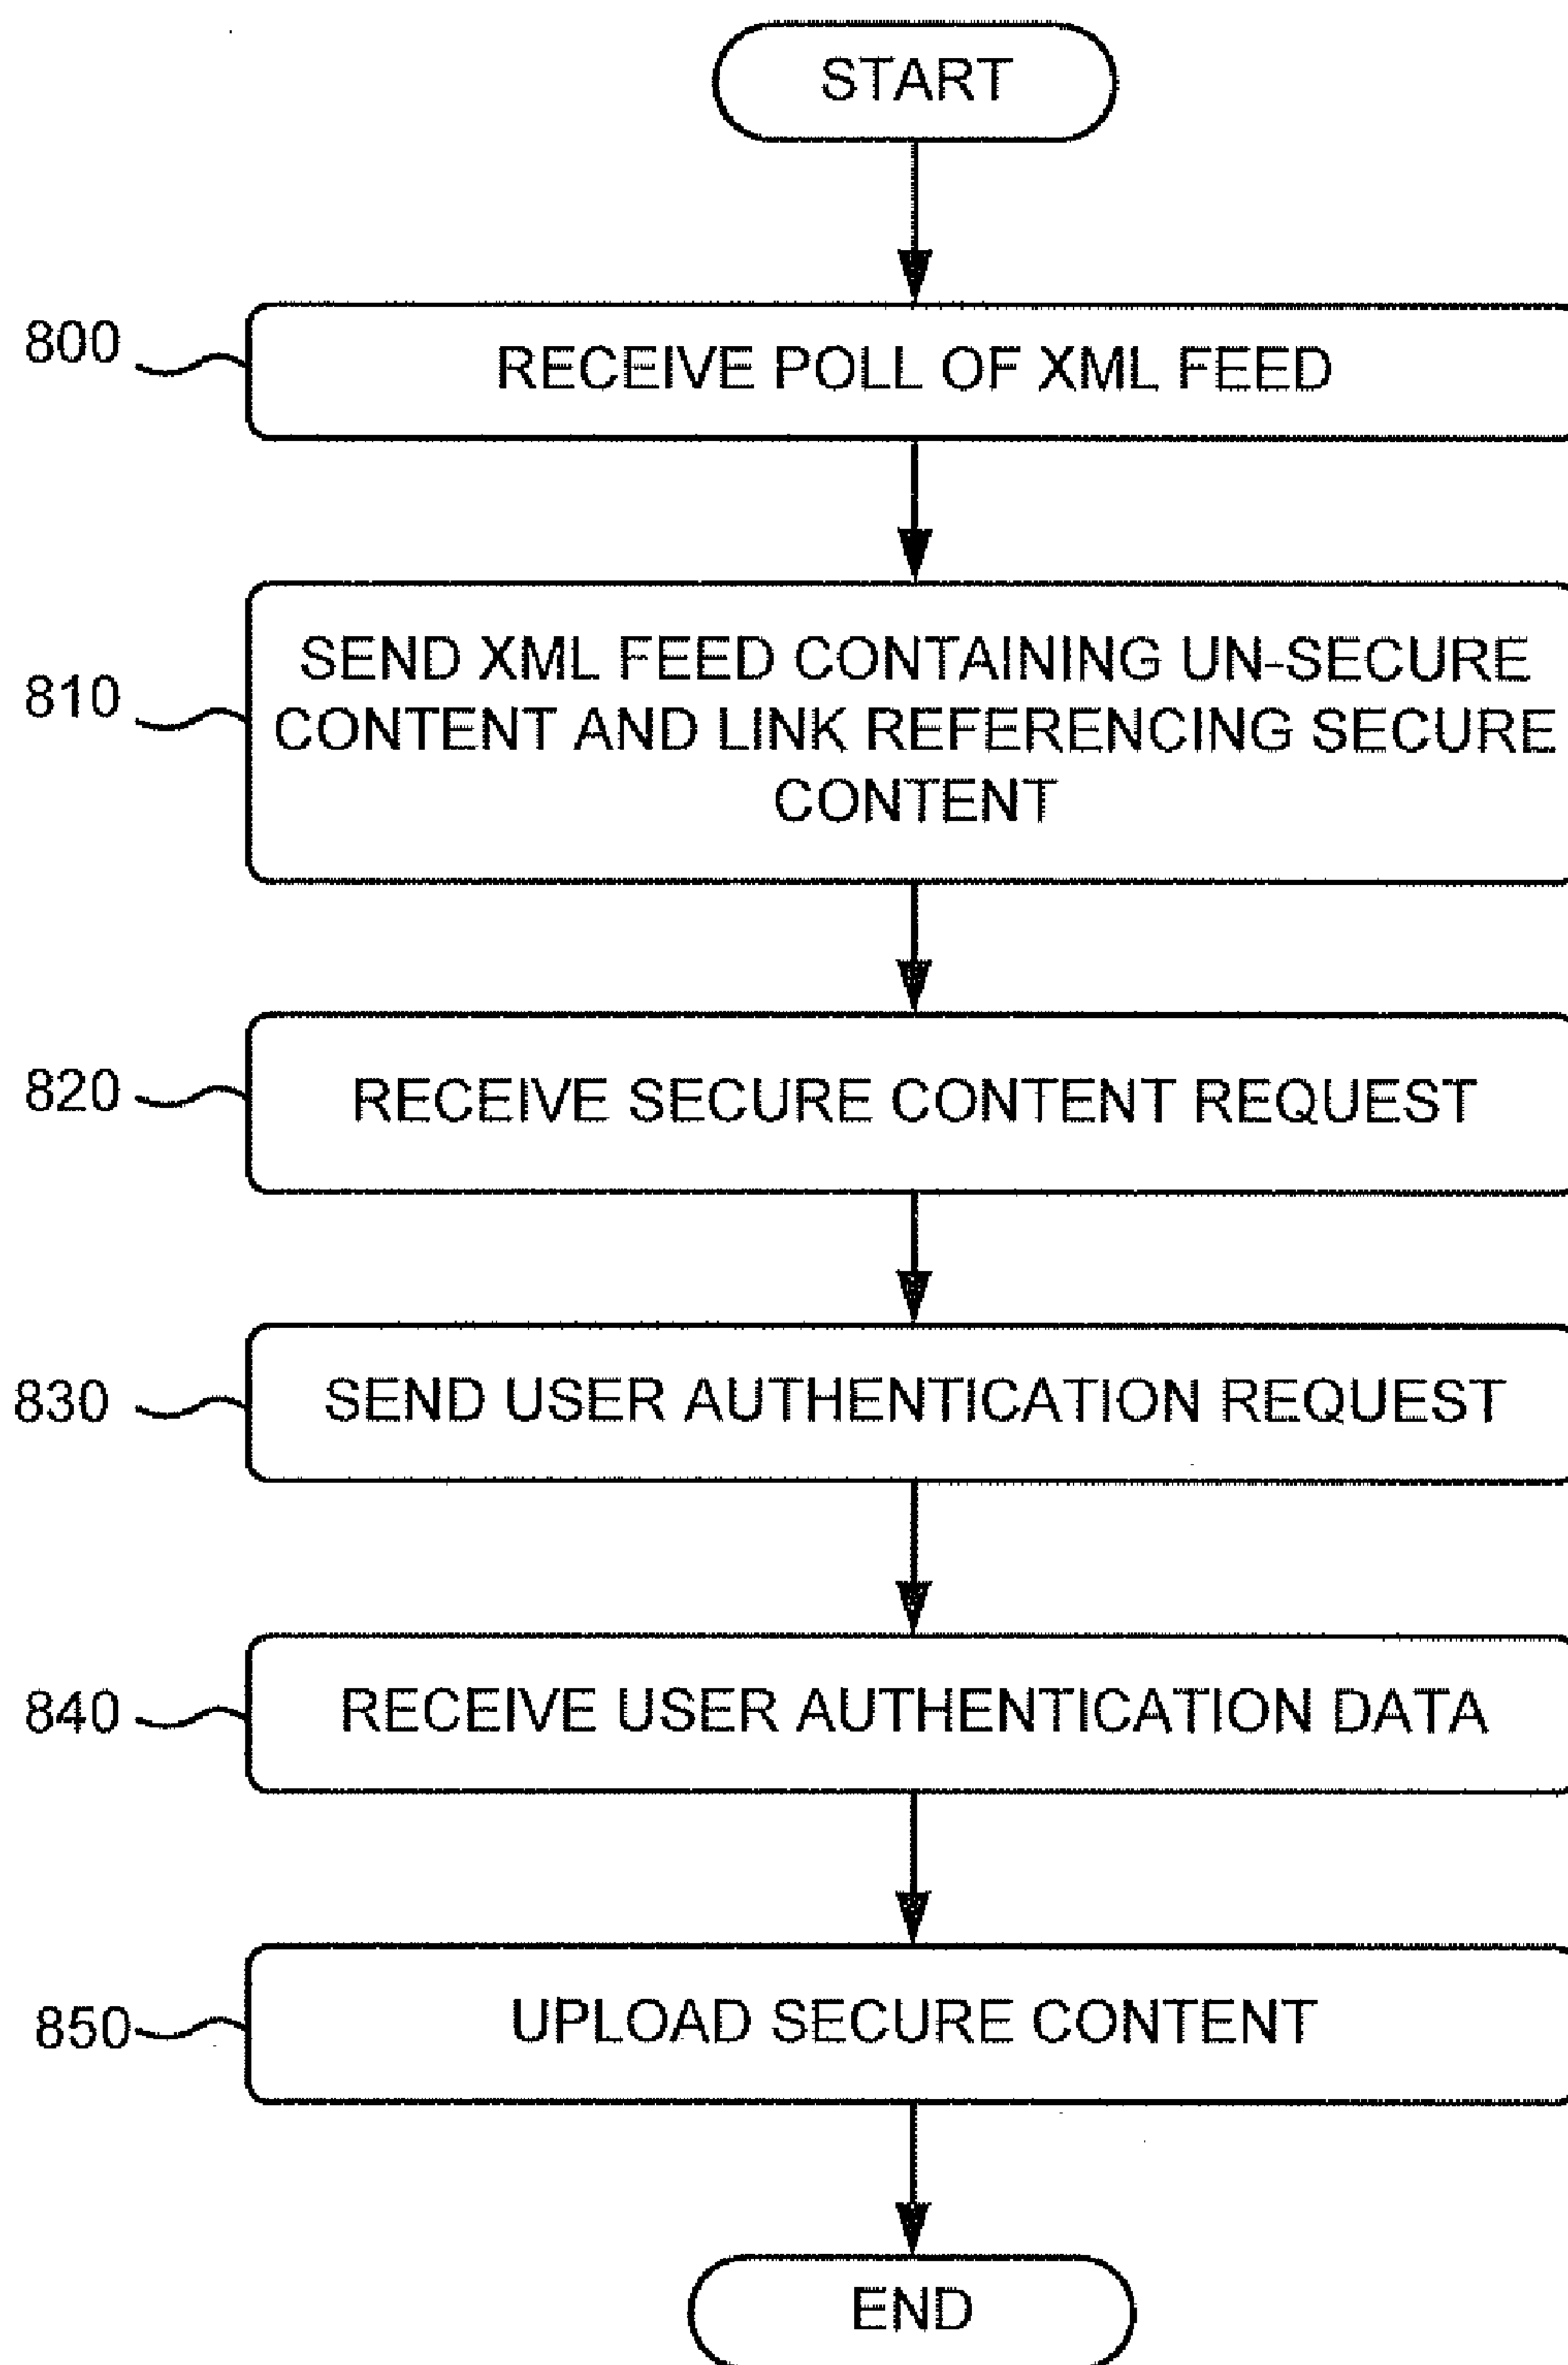 START
800
RECEIVE POLL OF XML FEED
810
SEND XML FEED CONTAINING UN-SECURE
CONTENT AND LINK REFERENCING SECURE
CONTENT
820
RECEIVE SECURE CONTENT REQUEST
830
SEND USER AUTHENTICATION REQUEST
840
RECEIVE USER AUTHENTICATION DATA
850
UPLOAD SECURE CONTENT
END